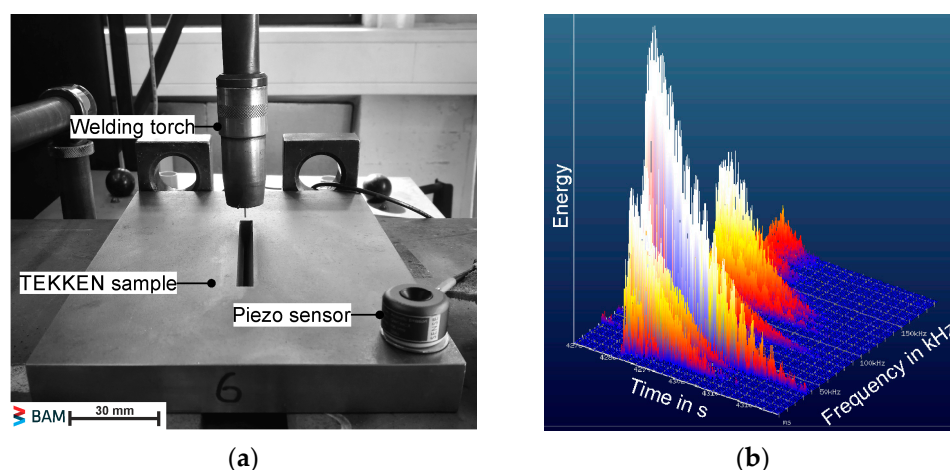 Welding torch
TEKKEN sample
Piezo sensor
6
BAM
30 mm
(a)
Energy
Time in s
Frequency in kHz
50kHz
100kHz
150kHz
(b)